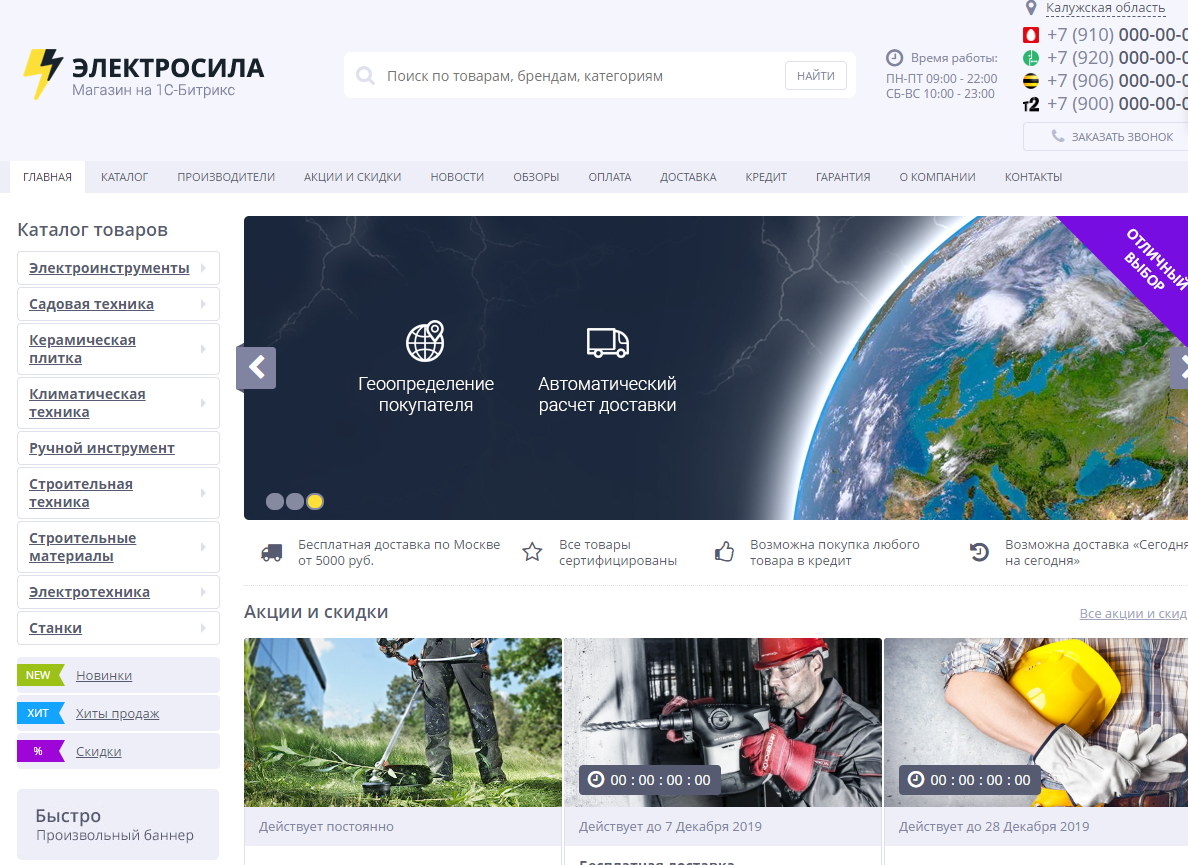 Калужская область
ЭЛЕКТРОСИЛА
Магазин на 1С-Битрикс
Поиск по товарам, брендам, категориям
НАЙТИ
Время работы:
ПН-ПТ 09:00 - 22:00
СБ-ВС 10:00 - 23:00
+7 (910) 000-00-0
+7 (920) 000-00-0
+7 (906) 000-00-0
T2 +7 (900) 000-00-0
ЗАКАЗАТЬ ЗВОНОК
ГЛАВНАЯ КАТАЛОГ ПРОИЗВОДИТЕЛИ АКЦИИ И СКИДКИ НОВОСТИ ОБЗОРЫ ОПЛАТА ДОСТАВКА КРЕДИТ ГАРАНТИЯ О КОМПАНИИ КОНТАКТЫ
Каталог товаров
Электроинструменты
Садовая техника
Керамическая
плитка
Климатическая
техника
Ручной инструмент
Строительная
техника
Строительные
материалы
Электротехника
Станки
NEW Новинки
ХИТ Хиты продаж
% Скидки
Быстро
Произвольный баннер
Геоопределение
покупателя
Автоматический
расчет доставки
ОТЛИЧНЫЙ
ВЫБОР
Бесплатная доставка по Москве
от 5000 руб.
Все товары
сертифицированы
Возможна покупка любого
товара в кредит
Возможна доставка «Сегодня
на сегодня»
Акции и скидки
Все акции и скид
00 : 00 : 00 : 00
00 : 00 : 00 : 00
Действует постоянно
Действует до 7 Декабря 2019
Действует до 28 Декабря 2019
Бесплатная доставка